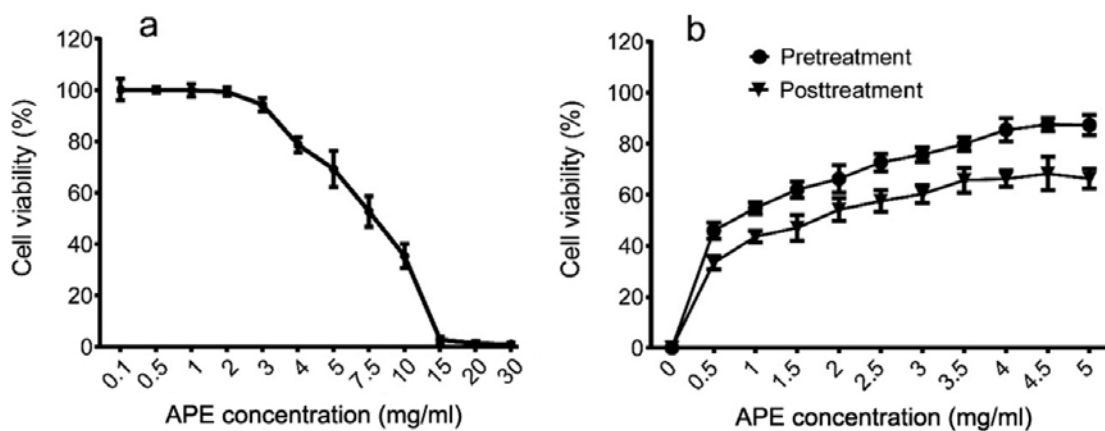 a
120
100
80
60
40
20
0
Cell viability (%)
0.1 0.5 1 2 3 4 5 7.5 10 15 20 30
APE concentration (mg/ml)
b
Pretreatment
Posttreatment
120
100
80
60
40
20
0
Cell viability (%)
0 0.5 1 1.5 2 2.5 3 3.5 4 4.5 5
APE concentration (mg/ml)